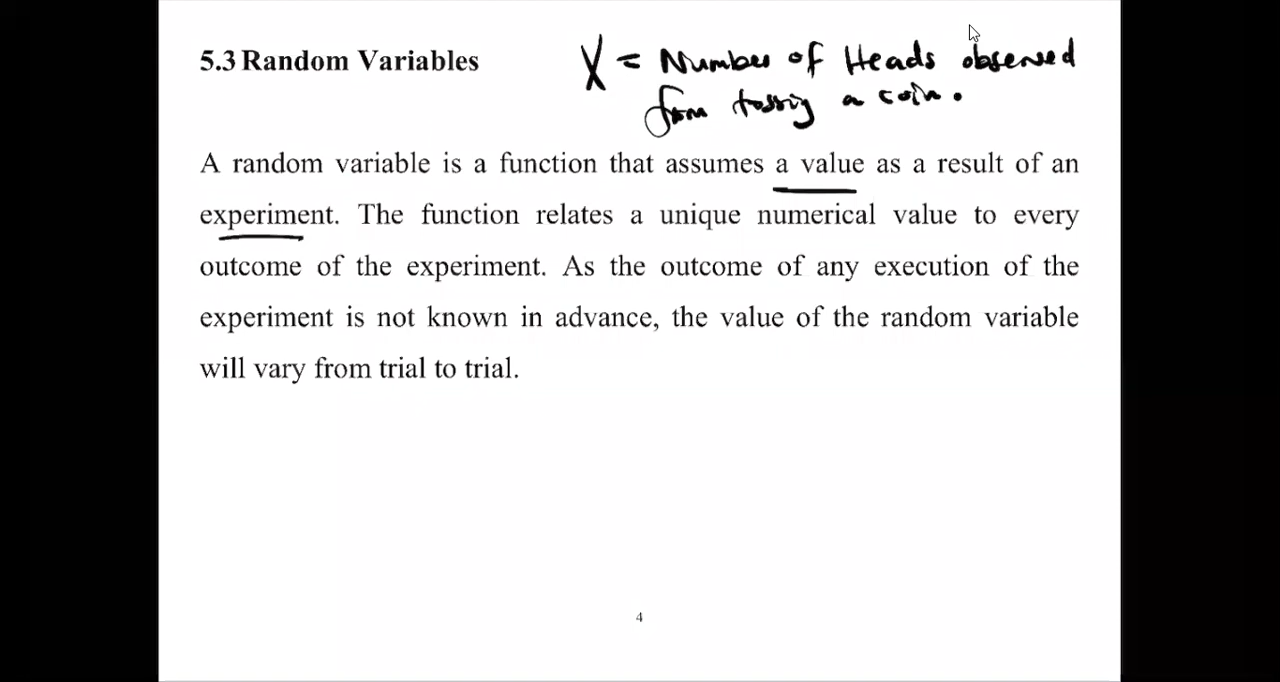 5.3 Random Variables
X = Number of Heads observed
from tossing a coin.
A random variable is a function that assumes a value as a result of an
experiment. The function relates a unique numerical value to every
outcome of the experiment. As the outcome of any execution of the
experiment is not known in advance, the value of the random variable
will vary from trial to trial.
4